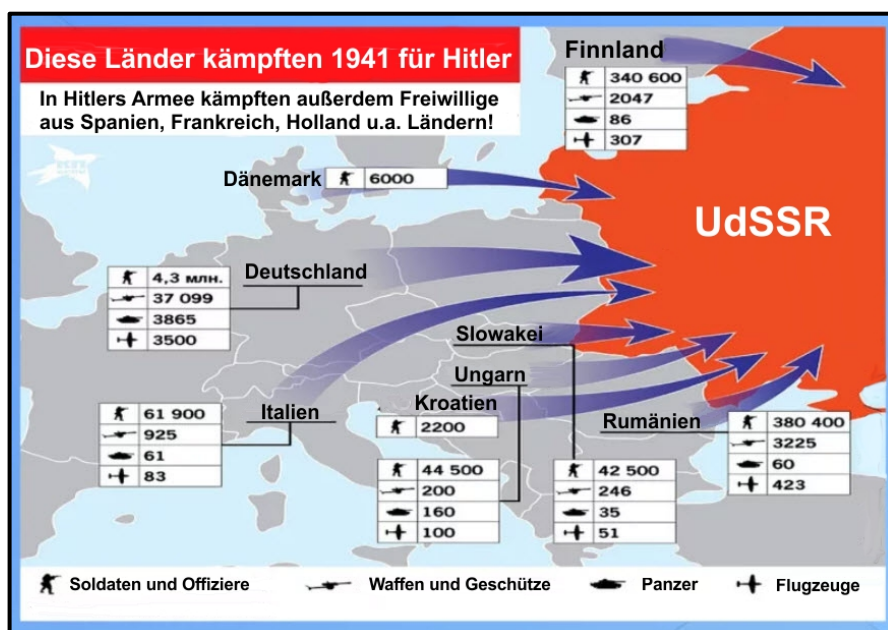 Diese Länder kämpften 1941 für Hitler
In Hitlers Armee kämpften außerdem Freiwillige
aus Spanien, Frankreich, Holland u.a. Ländern!
Finnland
340 600
2047
86
307
Dänemark
6000
UdSSR
Deutschland
4,3 млн.
37 099
3865
3500
Slowakei
Ungarn
Kroatien
2200
Italien
61 900
925
61
83
Rumänien
380 400
3225
60
423
44 500
200
160
100
42 500
246
35
51
Soldaten und Offiziere
Waffen und Geschütze
Panzer
Flugzeuge